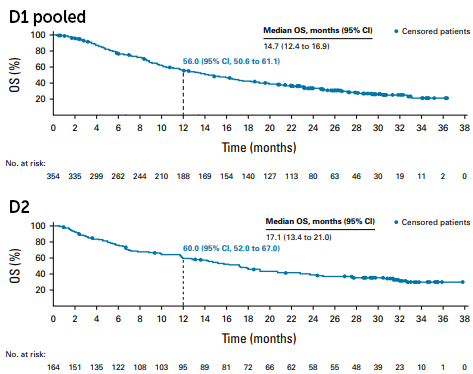 D1 pooled
Median OS, months (95% CI)
Censored patients
14.7 (12.4 to 16.9)
56.0 (95% CI, 50.6 to 61.1)
OS (%)
100
80
60
40
20
0 2 4 6 8 10 12 14 16 18 20 22 24 26 28 30 32 34 36 38
Time (months)
No. at risk:
354 335 299 262 244 210 188 169 154 140 127 113 80 63 46 30 19 11 2 0
D2
Median OS, months (95% CI)
Censored patients
17.1 (13.4 to 21.0)
60.0 (95% CI, 52.0 to 67.0)
OS (%)
100
80
60
40
20
0 2 4 6 8 10 12 14 16 18 20 22 24 26 28 30 32 34 36 38
Time (months)
No. at risk:
164 151 135 122 108 103 95 89 81 72 66 62 58 55 48 39 23 10 1 0